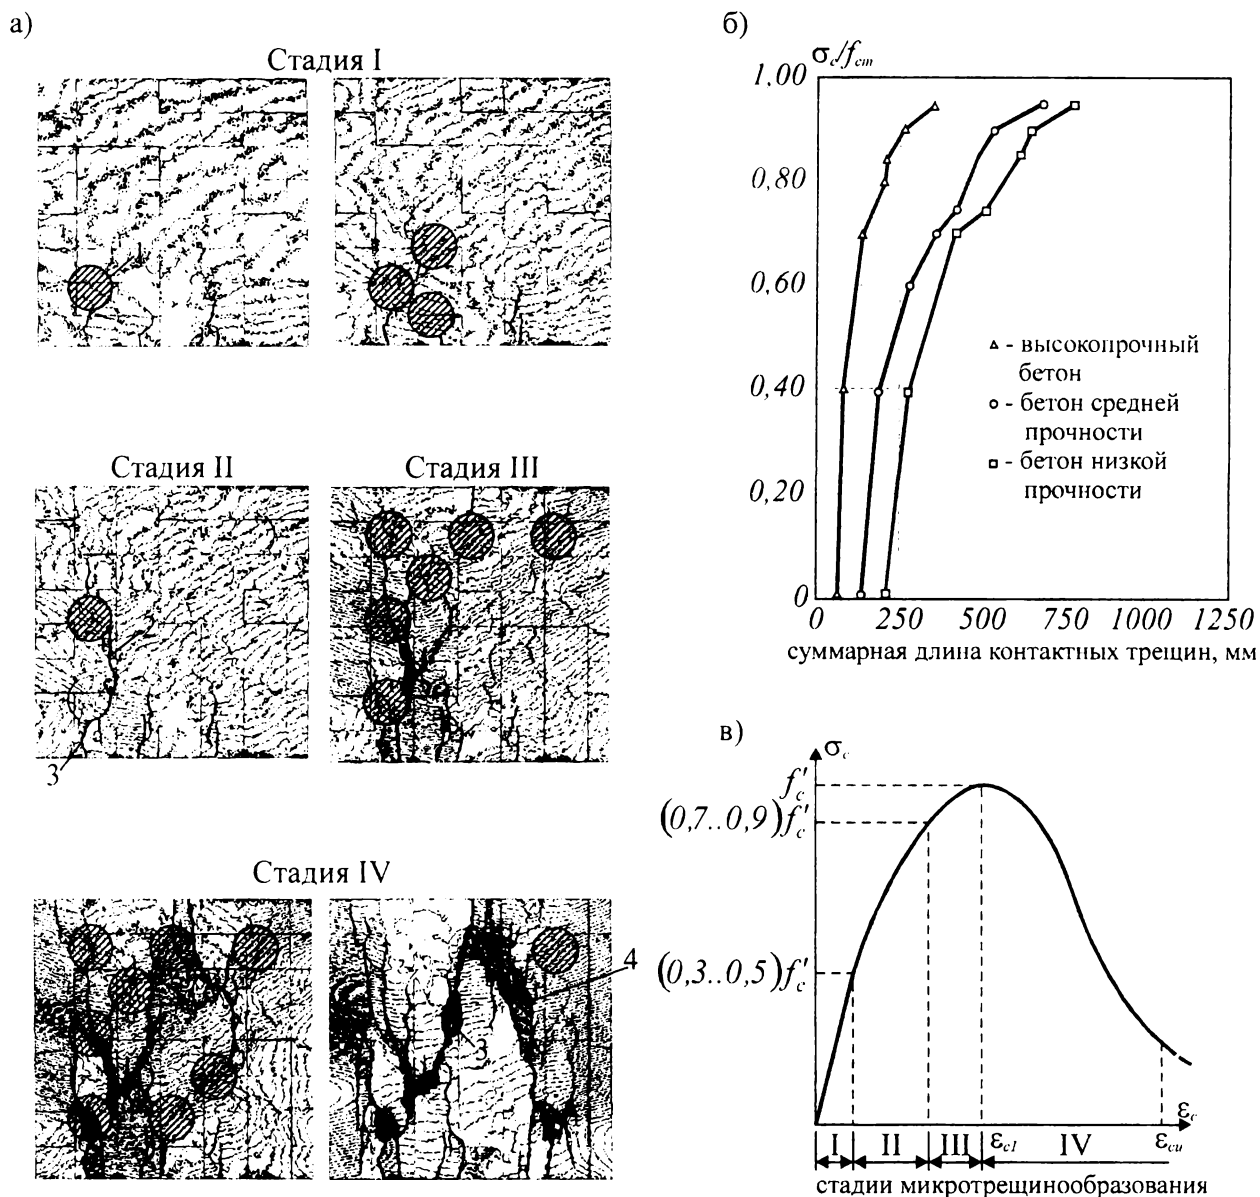 а)
Стадия I
1
Стадия II
Стадия III
3
Стадия IV
4
3
б)
σc/fcm
1.00
0,80
0,60
0,40
0,20
0
0 250 500 750 1000 1250
суммарная длина контактных трещин, мм
- высокопрочный
бетон
- бетон средней
прочности
- бетон низкой
прочности
в)
σc
f'c
(0,7..0,9)f'c
(0,3..0,5)f'c
εc
I II III εc1 IV εcu
стадии микротрещинообразования